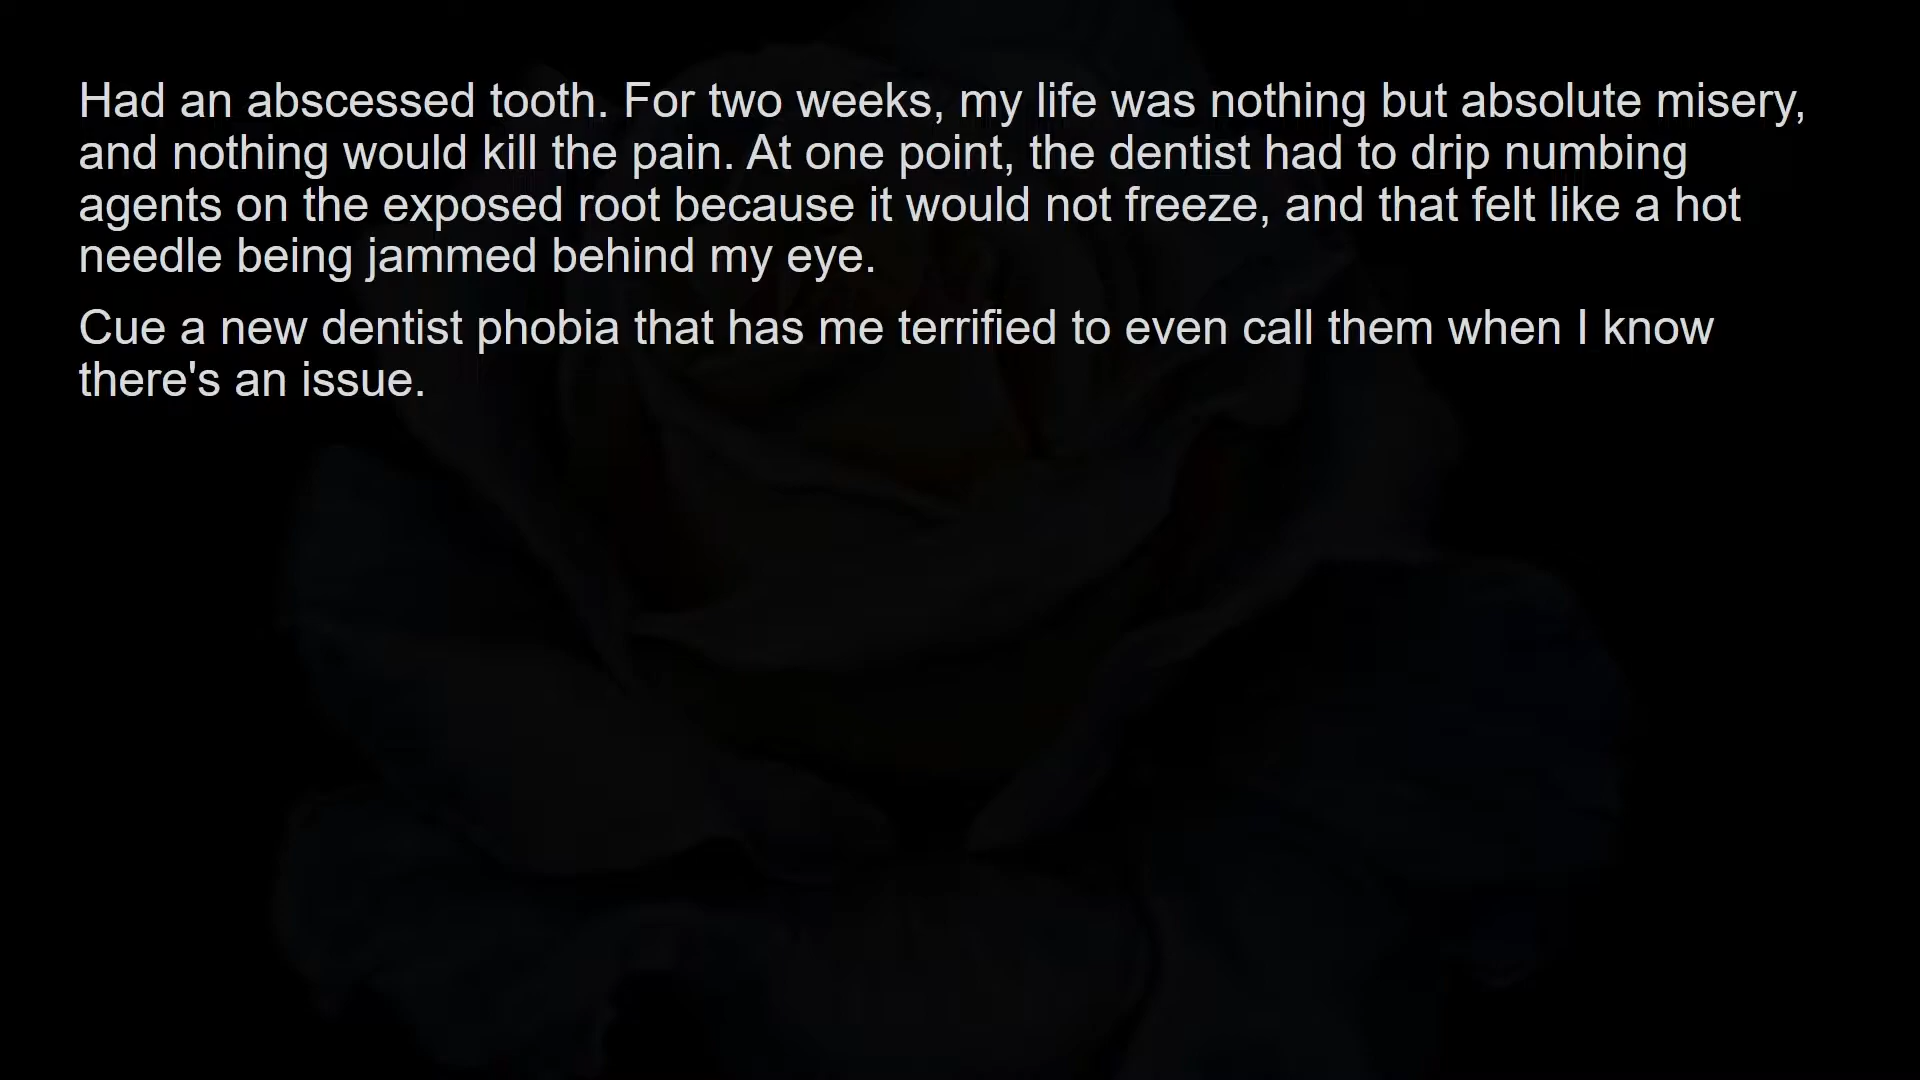 Had an abscessed tooth. For two weeks, my life was nothing but absolute misery,
and nothing would kill the pain. At one point, the dentist had to drip numbing
agents on the exposed root because it would not freeze, and that felt like a hot
needle being jammed behind my eye.
Cue a new dentist phobia that has me terrified to even call them when I know
there's an issue.